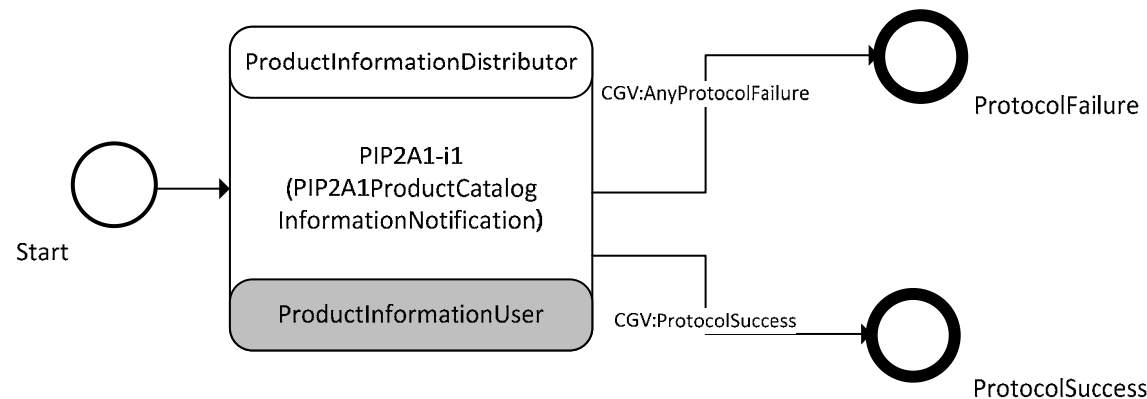 ProductInformationDistributor
CGV:AnyProtocolFailure
ProtocolFailure
PIP2A1-i1
(PIP2A1ProductCatalog
InformationNotification)
Start
ProductInformationUser
CGV:ProtocolSuccess
ProtocolSuccess